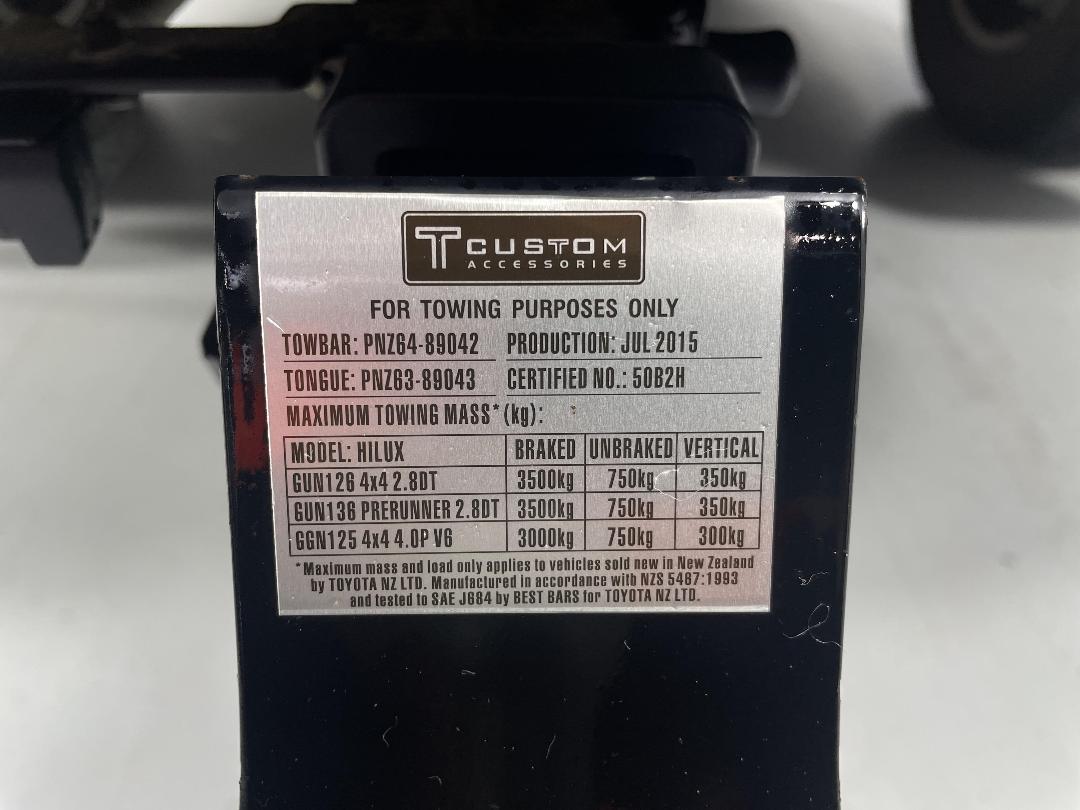 T CUSTOM
ACCESSORIES
FOR TOWING PURPOSES ONLY
TOWBAR: PNZ64-89042 PRODUCTION: JUL 2015
TONGUE: PNZ63-89043 CERTIFIED NO.: 50B2H
MAXIMUM TOWING MASS* (kg):
MODEL: HILUX BRAKED UNBRAKED VERTICAL
GUN126 4x4 2.8DT 3500kg 750kg 350kg
GUN136 PRERUNNER 2.8DT 3500kg 750kg 350kg
GGN125 4x4 4.0P V6 3000kg 750kg 300kg
*Maximum mass and load only applies to vehicles sold new in New Zealand
by TOYOTA NZ LTD. Manufactured in accordance with NZS 5467:1993
and tested to SAE J684 by BEST BARS for TOYOTA NZ LTD.